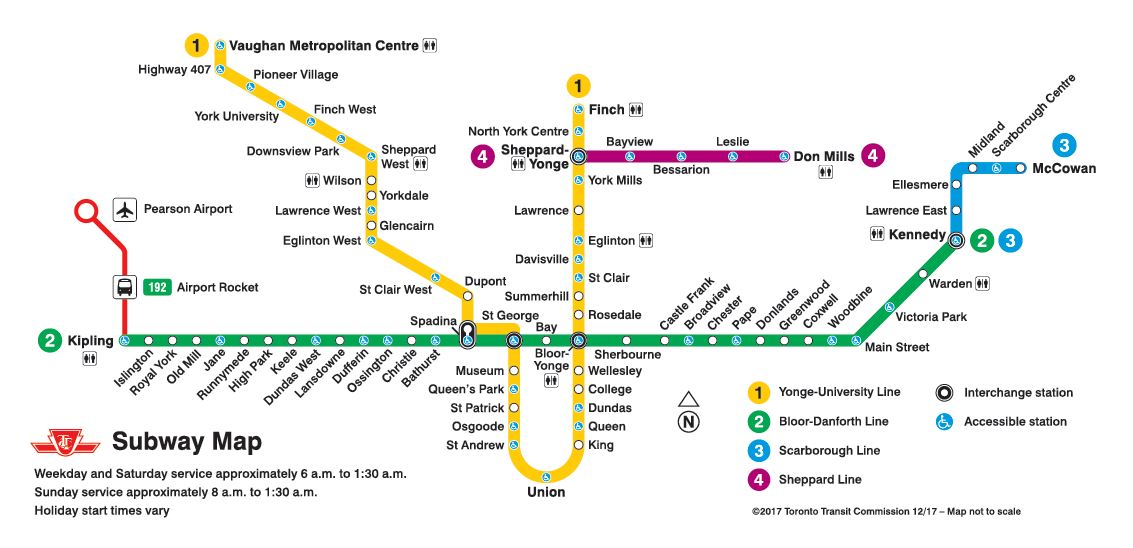 1
Vaughan Metropolitan Centre
Highway 407
Pioneer Village
York University
Finch West
Downsview Park
Sheppard
West
Wilson
Yorkdale
Lawrence West
Glencairn
Eglinton West
St Clair West
Dupont
Spadina
St George
1
Finch
North York Centre
4
Sheppard-
Yonge
Bayview
Bessarion
Leslie
Don Mills
4
York Mills
Lawrence
Eglinton
Davisville
St Clair
Summerhill
Rosedale
Midland
Scarborough Centre
3
McCowan
Ellesmere
Lawrence East
Kennedy
2
3
Warden
Victoria Park
Main Street
Pearson Airport
192
Airport Rocket
2
Kipling
Islington
Royal York
Old Mill
Jane
Runnymede
High Park
Keele
Dundas West
Lansdowne
Dufferin
Ossington
Christie
Bathurst
Bay
Bloor-
Yonge
Sherbourne
Castle Frank
Broadview
Chester
Pape
Donlands
Greenwood
Coxwell
Woodbine
Museum
Queen's Park
St Patrick
Osgoode
St Andrew
Union
Wellesley
College
Dundas
Queen
King
N
1
Yonge-University Line
2
Bloor-Danforth Line
3
Scarborough Line
4
Sheppard Line
Interchange station
Accessible station
TTC
Subway Map
Weekday and Saturday service approximately 6 a.m. to 1:30 a.m.
Sunday service approximately 8 a.m. to 1:30 a.m.
Holiday start times vary
©2017 Toronto Transit Commission 12/17 – Map not to scale